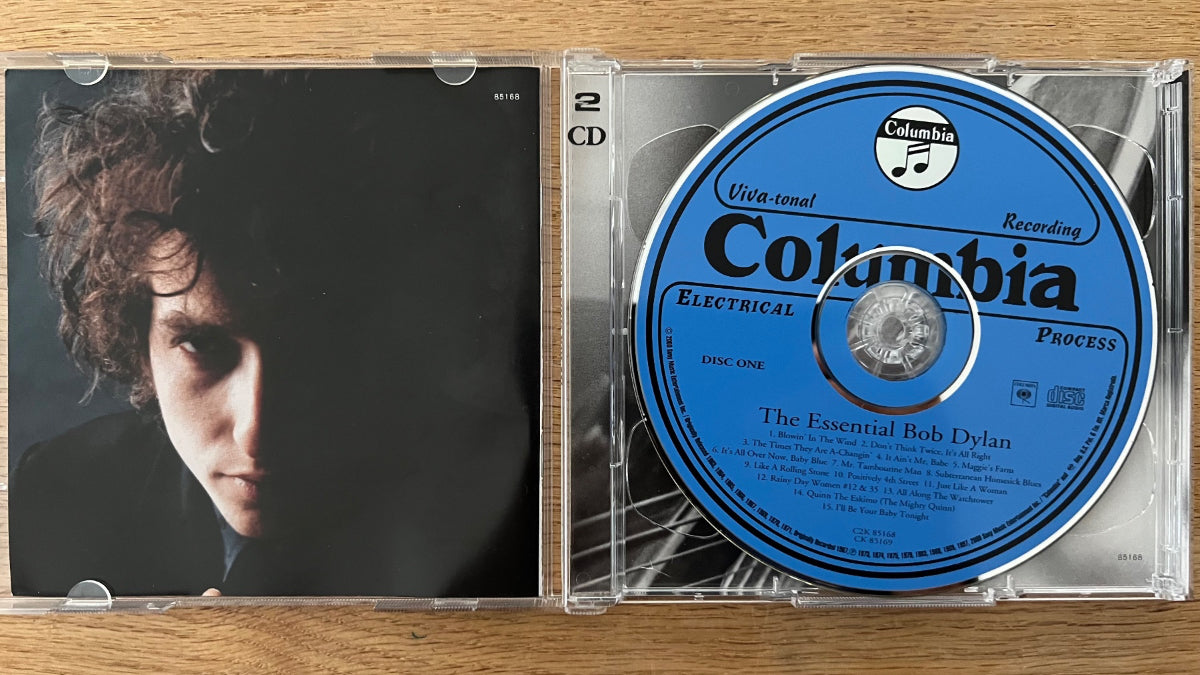 85168
2
CD
Columbia
Viva-tonal
Recording
Columbia
ELECTRICAL
PROCESS
DISC ONE
COLUMBIA
COMPACT
disc
DIGITAL AUDIO
The Essential Bob Dylan
1. Blowin' In The Wind 2. Don't Think Twice, It's All Right
3. The Times They Are A-Changin' 4. It Ain't Me, Babe 5. Maggie's Farm
6. It's All Over Now, Baby Blue 7. Mr. Tambourine Man 8. Subterranean Homesick Blues
9. Like A Rolling Stone 10. Positively 4th Street 11. Just Like A Woman
12. Rainy Day Women #12 & 35 13. All Along The Watchtower
14. Quinn The Eskimo (The Mighty Quinn)
15. I'll Be Your Baby Tonight
C2K 85168
CK 85169
85168